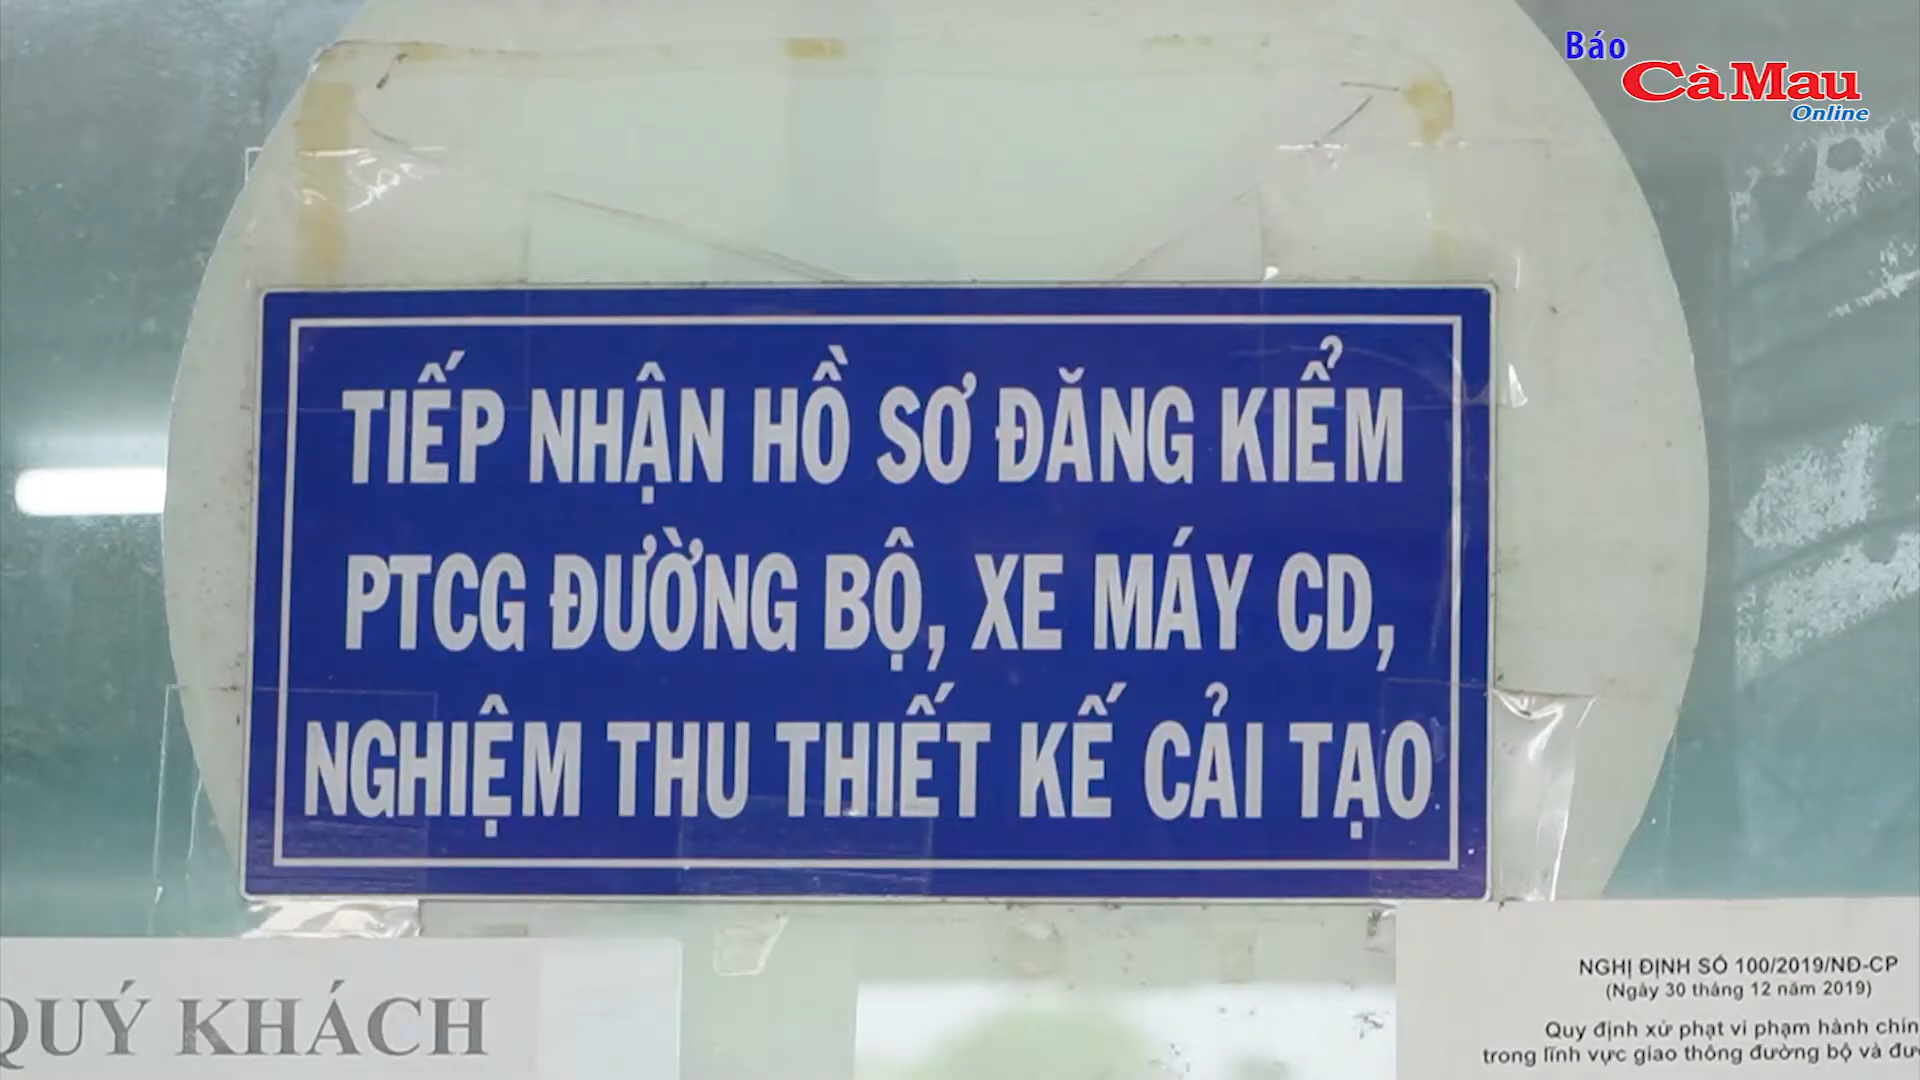 Báo
Cà Mau
Online
TIẾP NHẬN HỒ SƠ ĐĂNG KIỂM
PTCG ĐƯỜNG BỘ, XE MÁY CD,
NGHIỆM THU THIẾT KẾ CẢI TẠO
QUÝ KHÁCH
NGHỊ ĐỊNH SỐ 100/2019/NĐ-CP
(Ngày 30 tháng 12 năm 2019)
Quy định xử phạt vi phạm hành chín
trong lĩnh vực giao thông đường bộ và đư